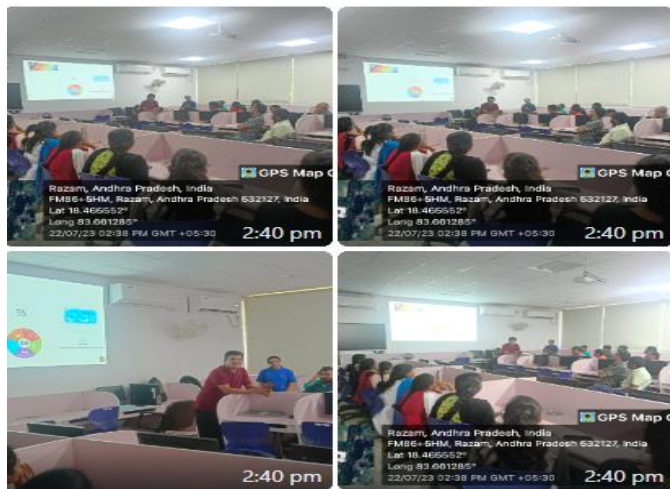 GPS Map C
Razam, Andhra Pradesh, India
FM86+5HM, Razam, Andhra Pradesh 532127, India
Lat 18.465552°
Long 83.661285°
22/07/23 02:38 PM GMT +05:30
2:40 pm
GPS Map C
Razam, Andhra Pradesh, India
FM86+5HM, Razam, Andhra Pradesh 532127, India
Lat 18.465552°
Long 83.661285°
22/07/23 02:38 PM GMT +05:30
2:40 pm
2:40 pm
GPS Map C
Razam, Andhra Pradesh, India
FM86+5HM, Razam, Andhra Pradesh 532127, India
Lat 18.465552°
Long 83.661285°
22/07/23 02:38 PM GMT +05:30
2:40 pm